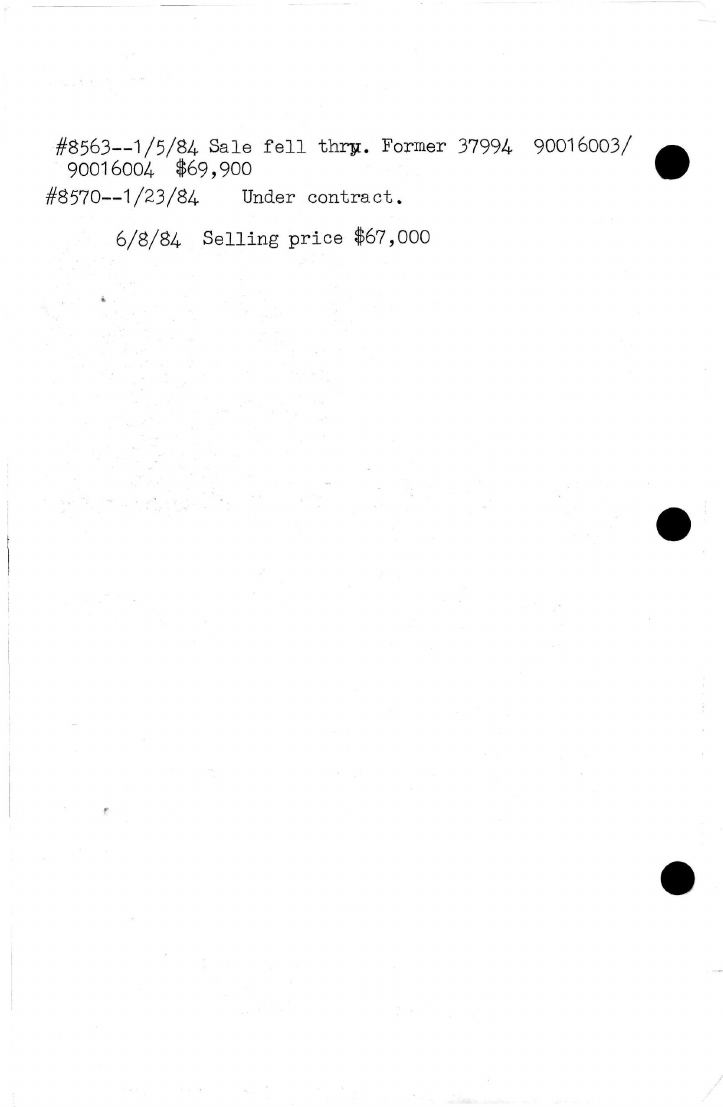 #8563--1/5/84 Sale fell thru. Former 37994 90016003/
90016004 $69,900
#8570--1/23/84 Under contract.
6/8/84 Selling price $67,000